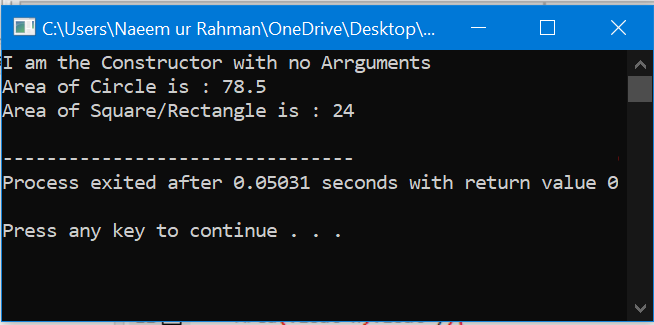 C:\Users\Naeem ur Rahman\OneDrive\Desktop\...
I am the Constructor with no Arrguments
Area of Circle is : 78.5
Area of Square/Rectangle is : 24
--------------------------------
Process exited after 0.05031 seconds with return value 0
Press any key to continue . . .